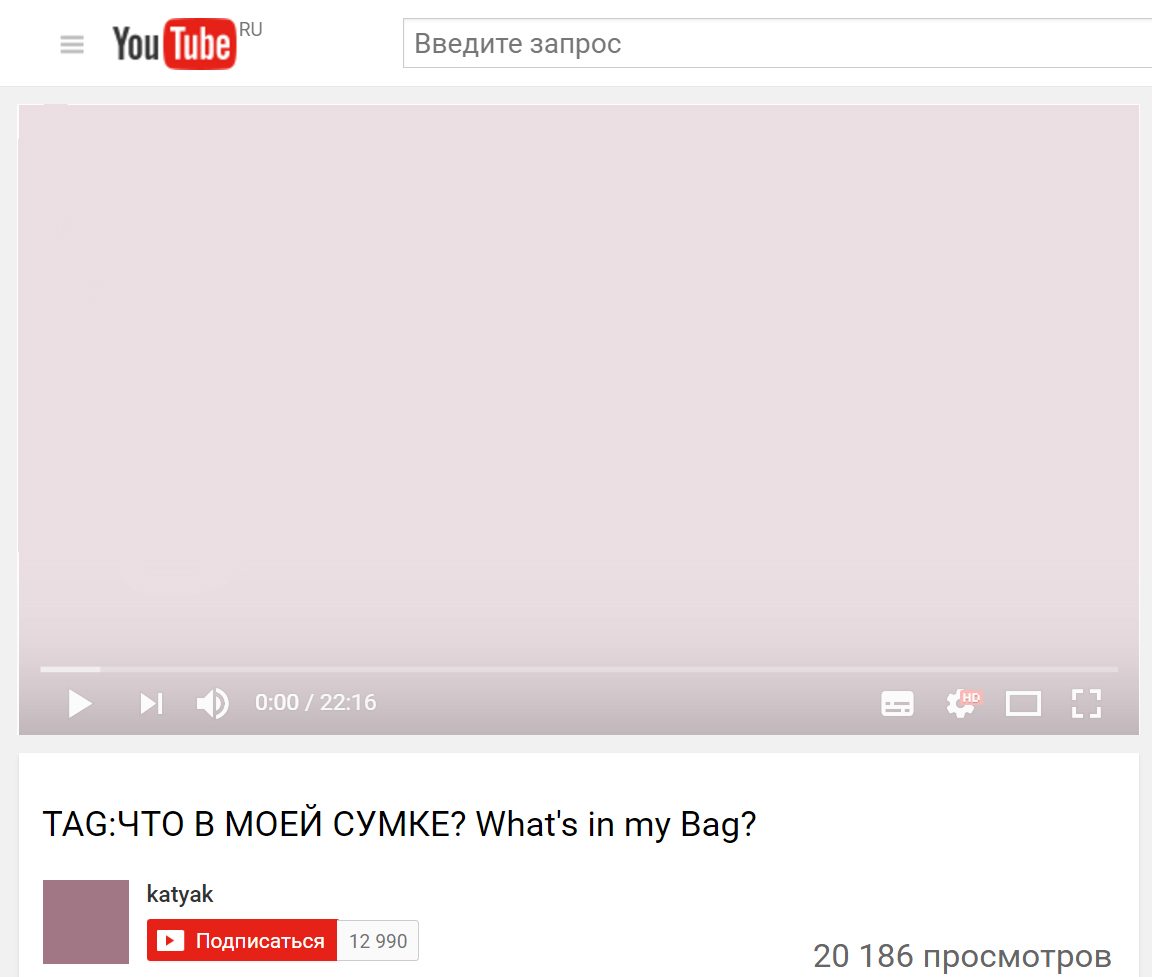 YouTube RU
Введите запрос
0:00 / 22:16
HD
TAG:ЧТО В МОЕЙ СУМКЕ? What's in my Bag?
katyak
Подписаться 12 990
20 186 просмотров